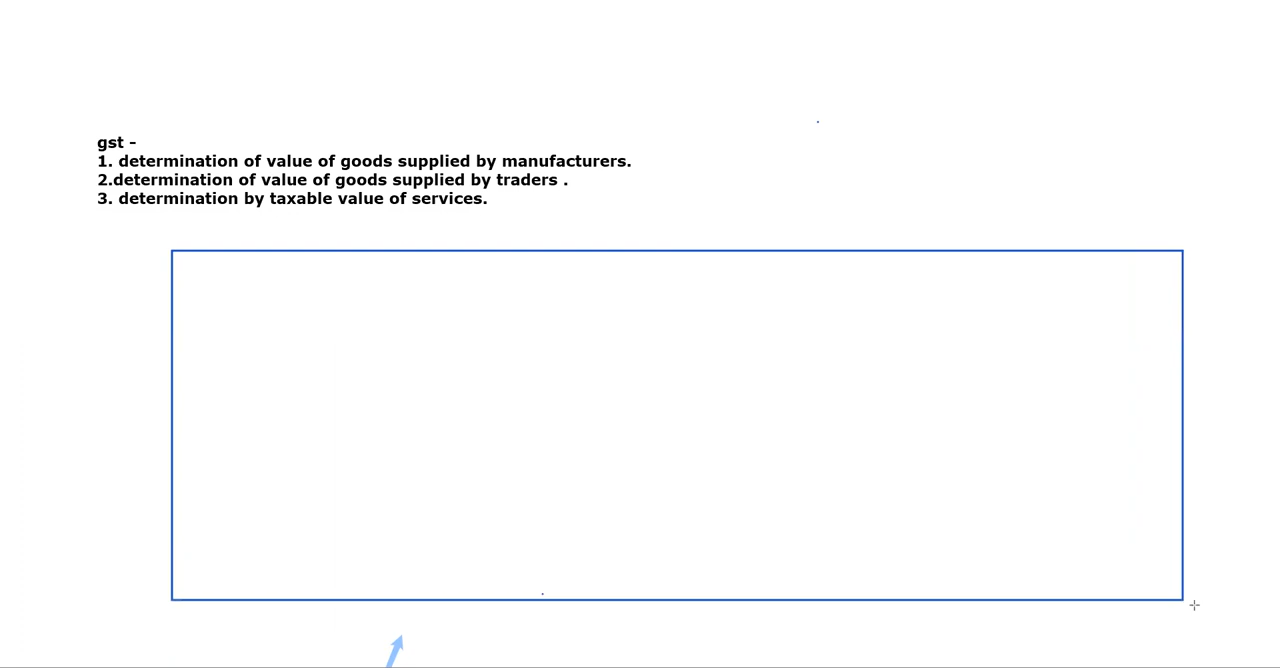 gst -
1. determination of value of goods supplied by manufacturers.
2.determination of value of goods supplied by traders .
3. determination by taxable value of services.